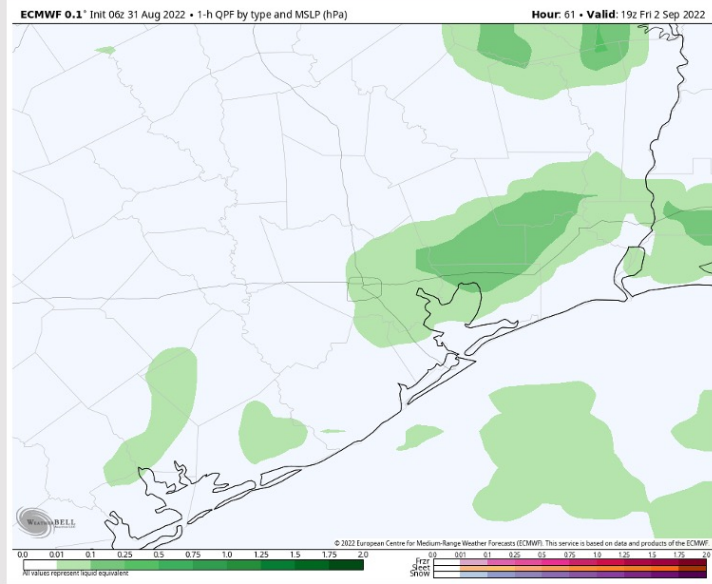 ECMWF 0.1° Init 06z 31 Aug 2022 • 1-h QPF by type and MSLP (hPa)
Hour: 61 • Valid: 19z Fri 2 Sep 2022
WEATHERBELL
© 2022 European Centre for Medium-Range Weather Forecasts (ECMWF). This service is based on data and products of the ECMWF.
0.0 0.01 0.1 0.25 0.5 0.75 1.0 1.25 1.5 1.75 2.0
All values represent liquid equivalent
0.0 0.01 0.1 0.25 0.5 0.75 1.0 1.25 1.5 1.75 2.0
Frzr
Sleet
Snow